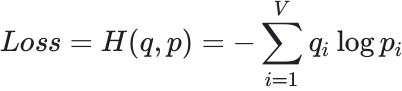 Loss = H(q, p) = − ∑_{i=1}^{V} q_i log p_i